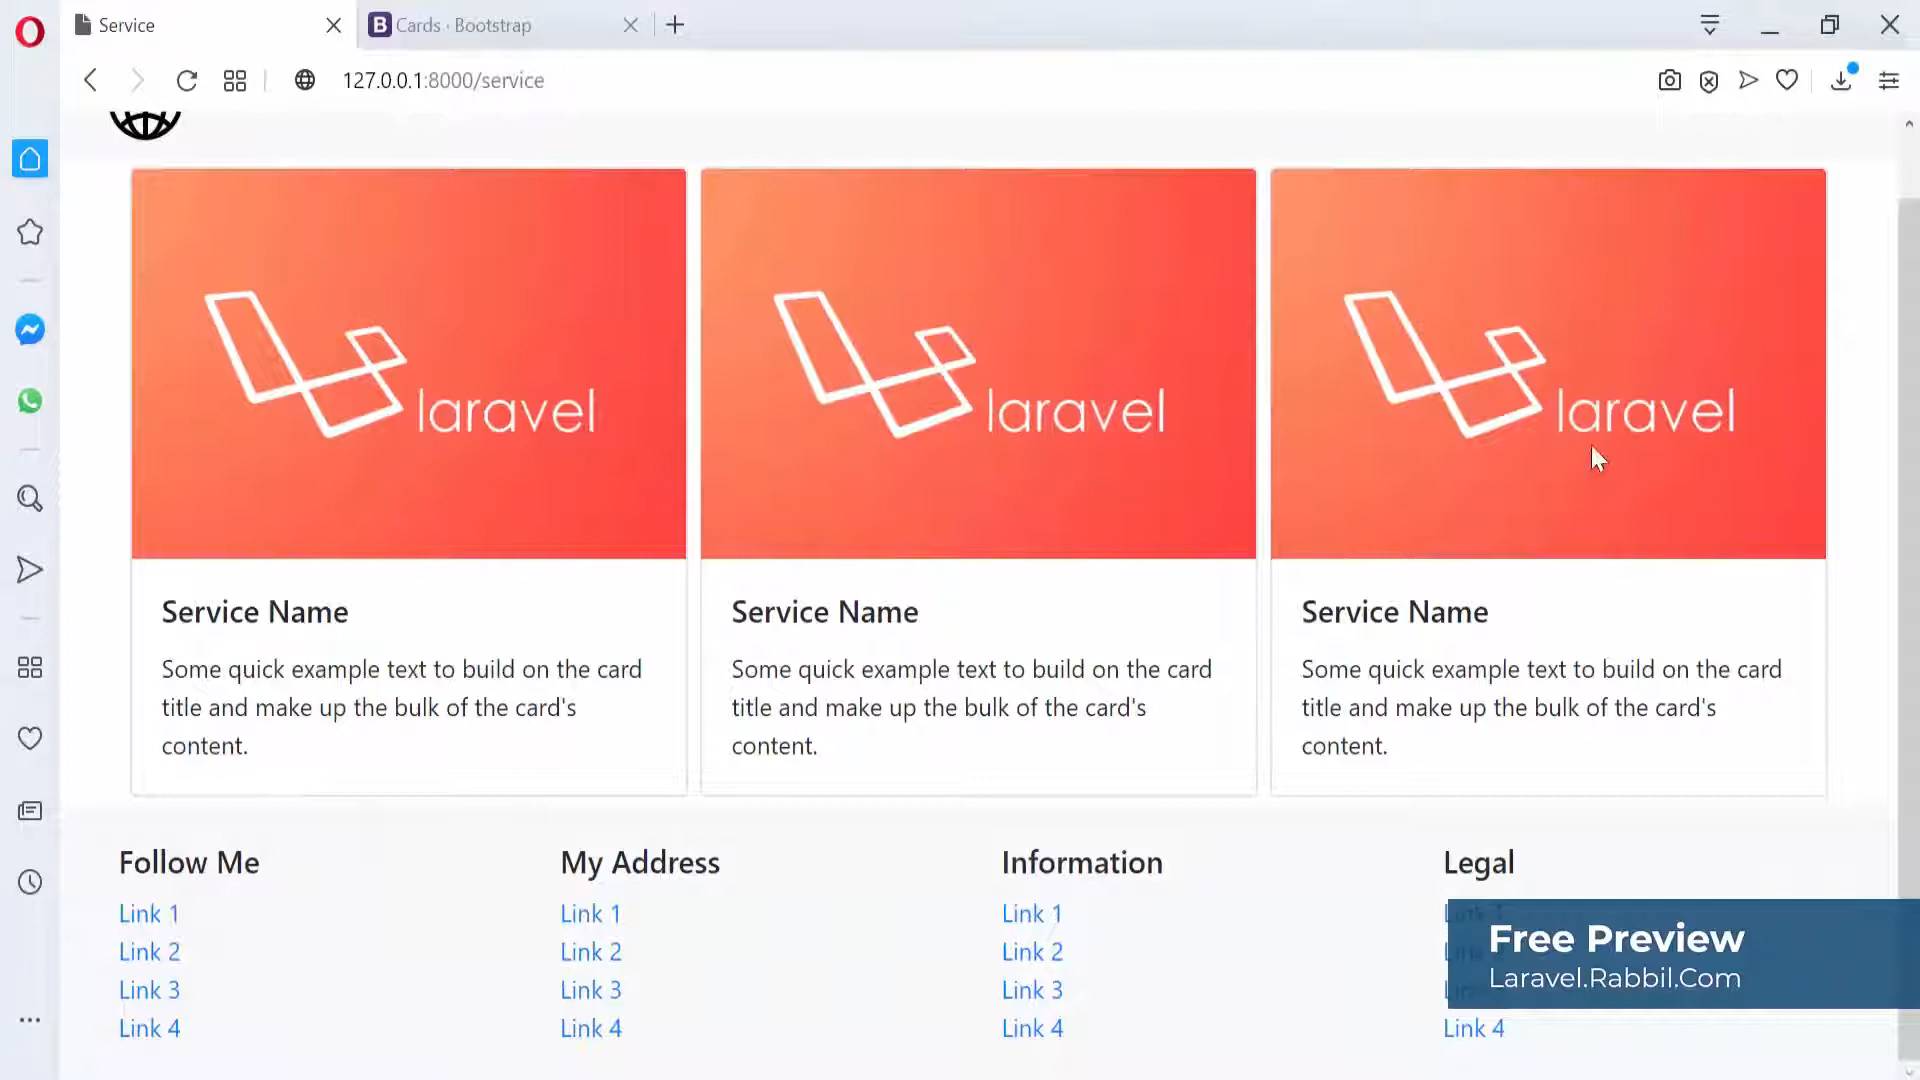 Service
B Cards · Bootstrap
127.0.0.1:8000/service
laravel
laravel
laravel
Service Name
Some quick example text to build on the card
title and make up the bulk of the card's
content.
Service Name
Some quick example text to build on the card
title and make up the bulk of the card's
content.
Service Name
Some quick example text to build on the card
title and make up the bulk of the card's
content.
Follow Me
Link 1
Link 2
Link 3
Link 4
My Address
Link 1
Link 2
Link 3
Link 4
Information
Link 1
Link 2
Link 3
Link 4
Legal
Link 4
Free Preview
Laravel.Rabbil.Com